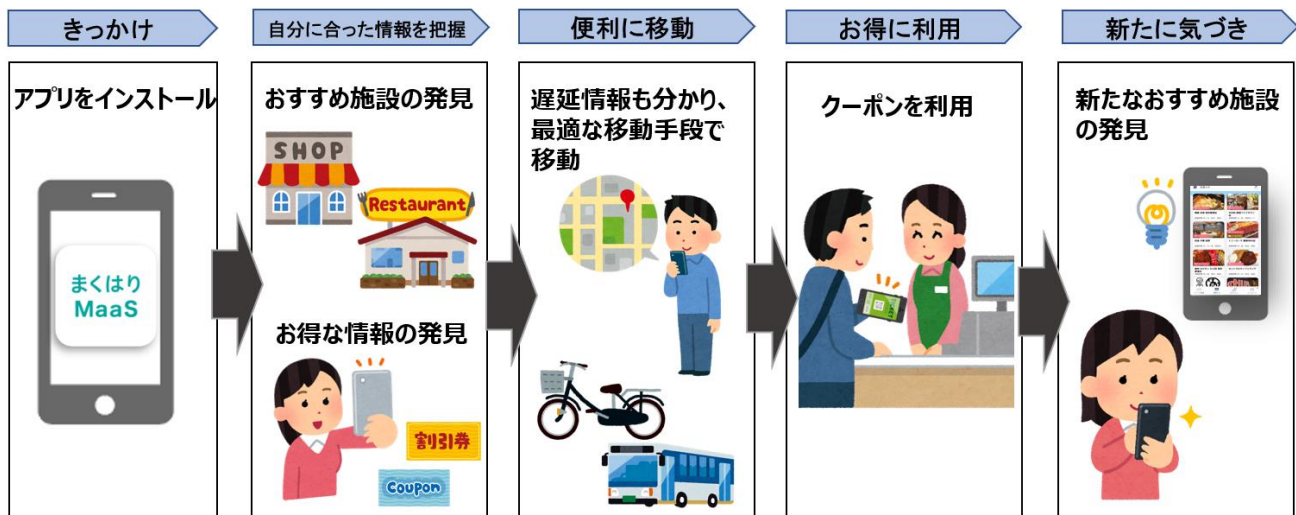 きっかけ
自分に合った情報を把握
便利に移動
お得に利用
新たに気づき
アプリをインストール
まくはり
MaaS
おすすめ施設の発見
SHOP
Restaurant
お得な情報の発見
割引券
Coupon
遅延情報も分かり、
最適な移動手段で
移動
クーポンを利用
新たなおすすめ施設
の発見